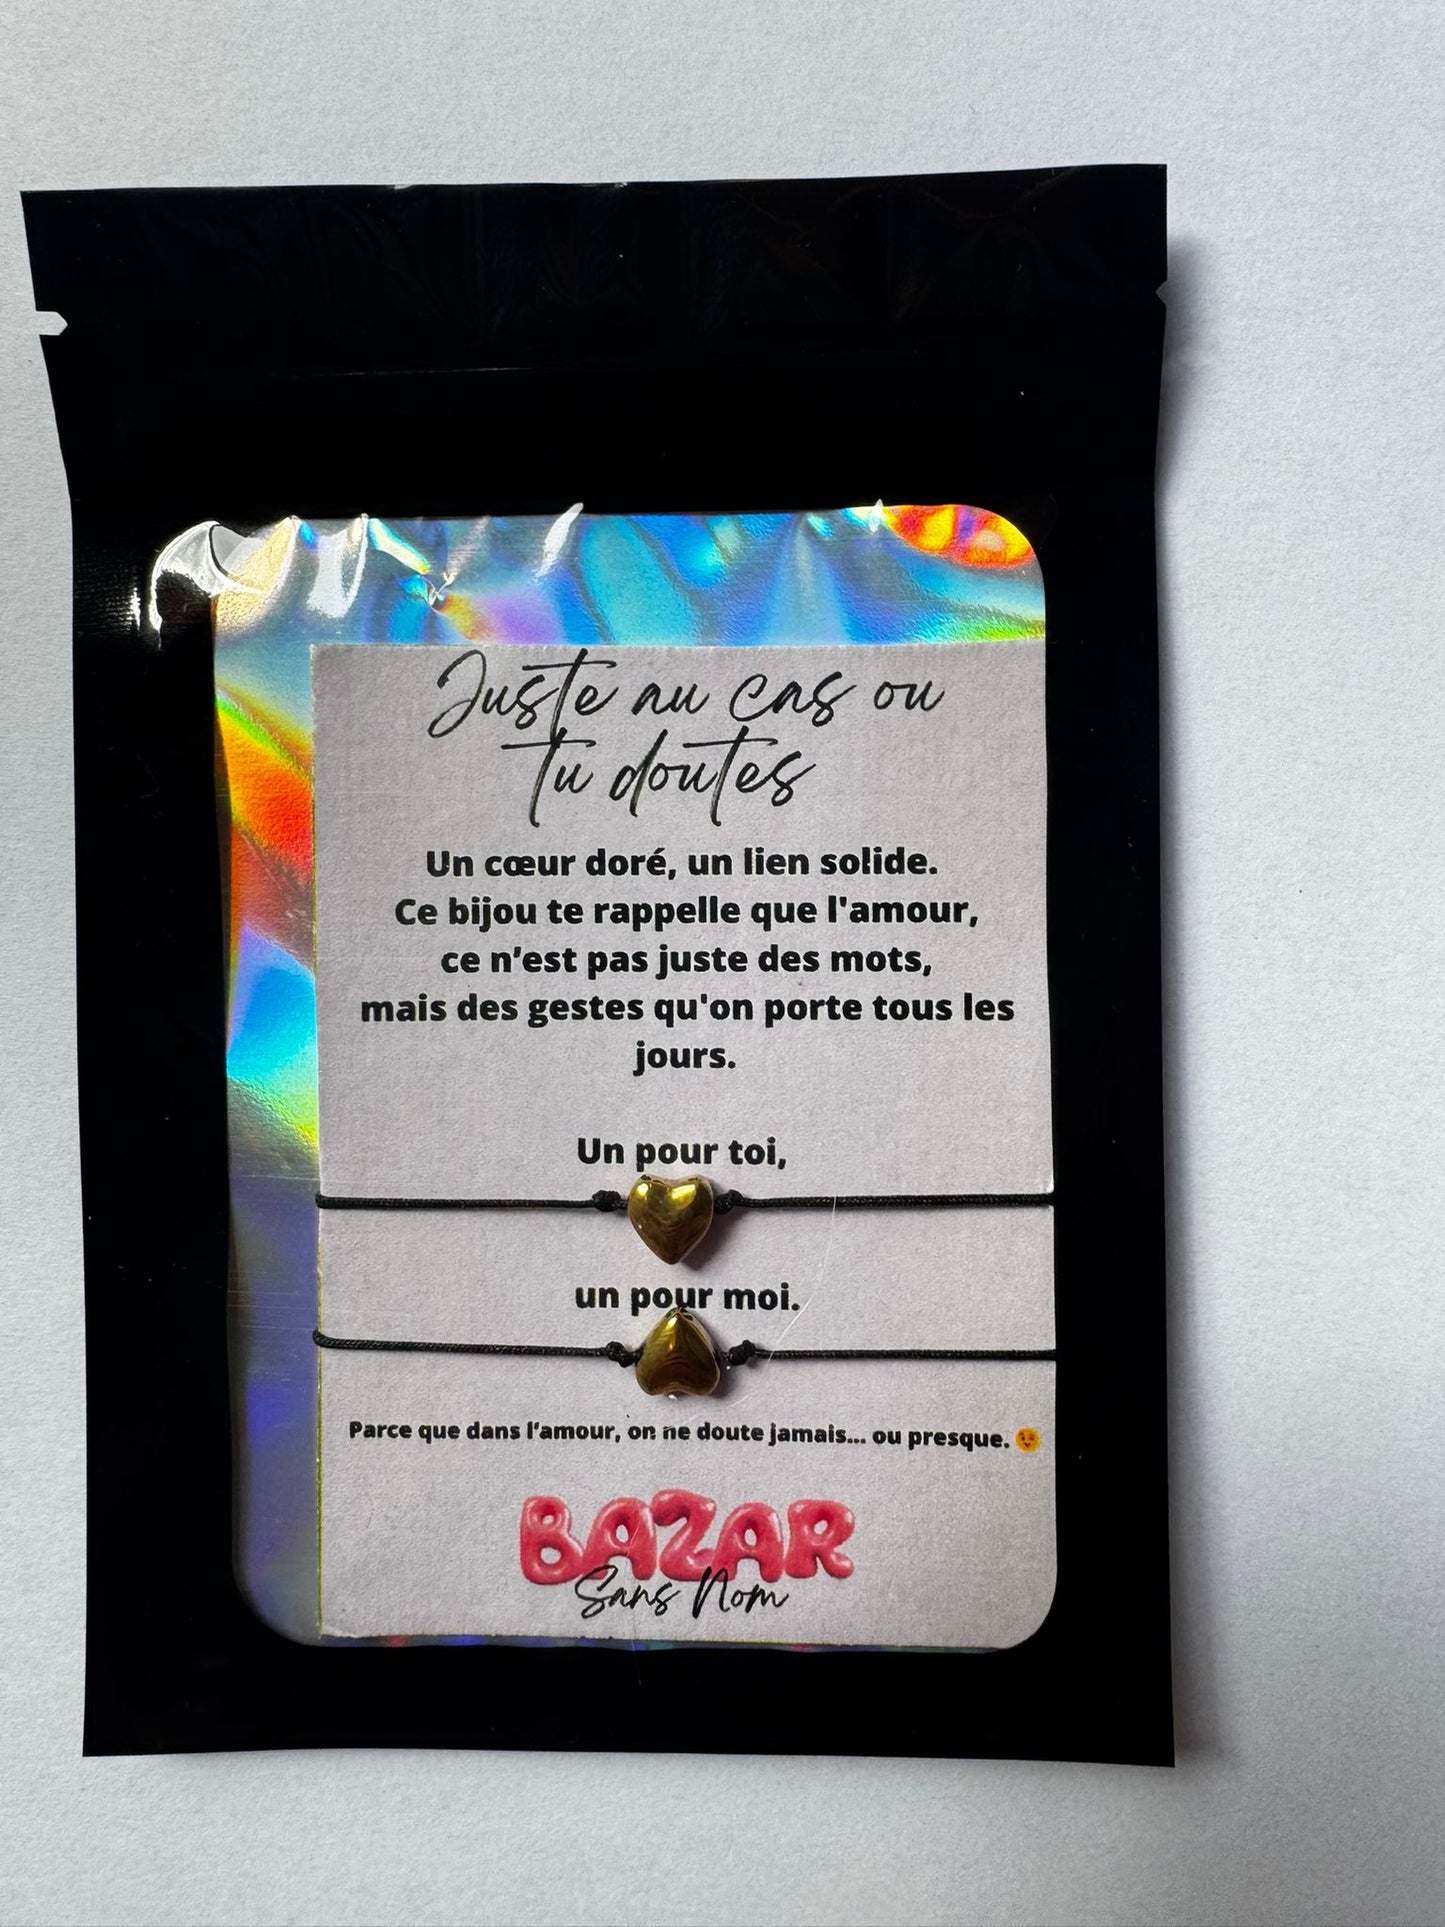 Juste au cas ou
tu doutes
Un cœur doré, un lien solide.
Ce bijou te rappelle que l'amour,
ce n’est pas juste des mots,
mais des gestes qu'on porte tous les
jours.
Un pour toi,
un pour moi.
Parce que dans l’amour, on ne doute jamais... ou presque. 😉
BAZAR
Sans Nom